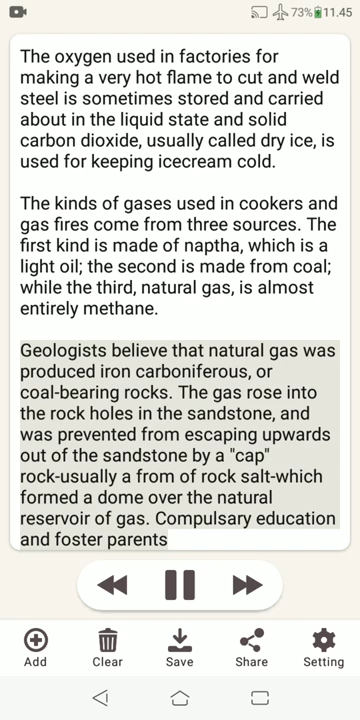 73% 11.45
The oxygen used in factories for
making a very hot flame to cut and weld
steel is sometimes stored and carried
about in the liquid state and solid
carbon dioxide, usually called dry ice, is
used for keeping icecream cold.
The kinds of gases used in cookers and
gas fires come from three sources. The
first kind is made of naptha, which is a
light oil; the second is made from coal;
while the third, natural gas, is almost
entirely methane.
Geologists believe that natural gas was
produced iron carboniferous, or
coal-bearing rocks. The gas rose into
the rock holes in the sandstone, and
was prevented from escaping upwards
out of the sandstone by a "cap"
rock-usually a from of rock salt-which
formed a dome over the natural
reservoir of gas. Compulsary education
and foster parents
Add Clear Save Share Setting